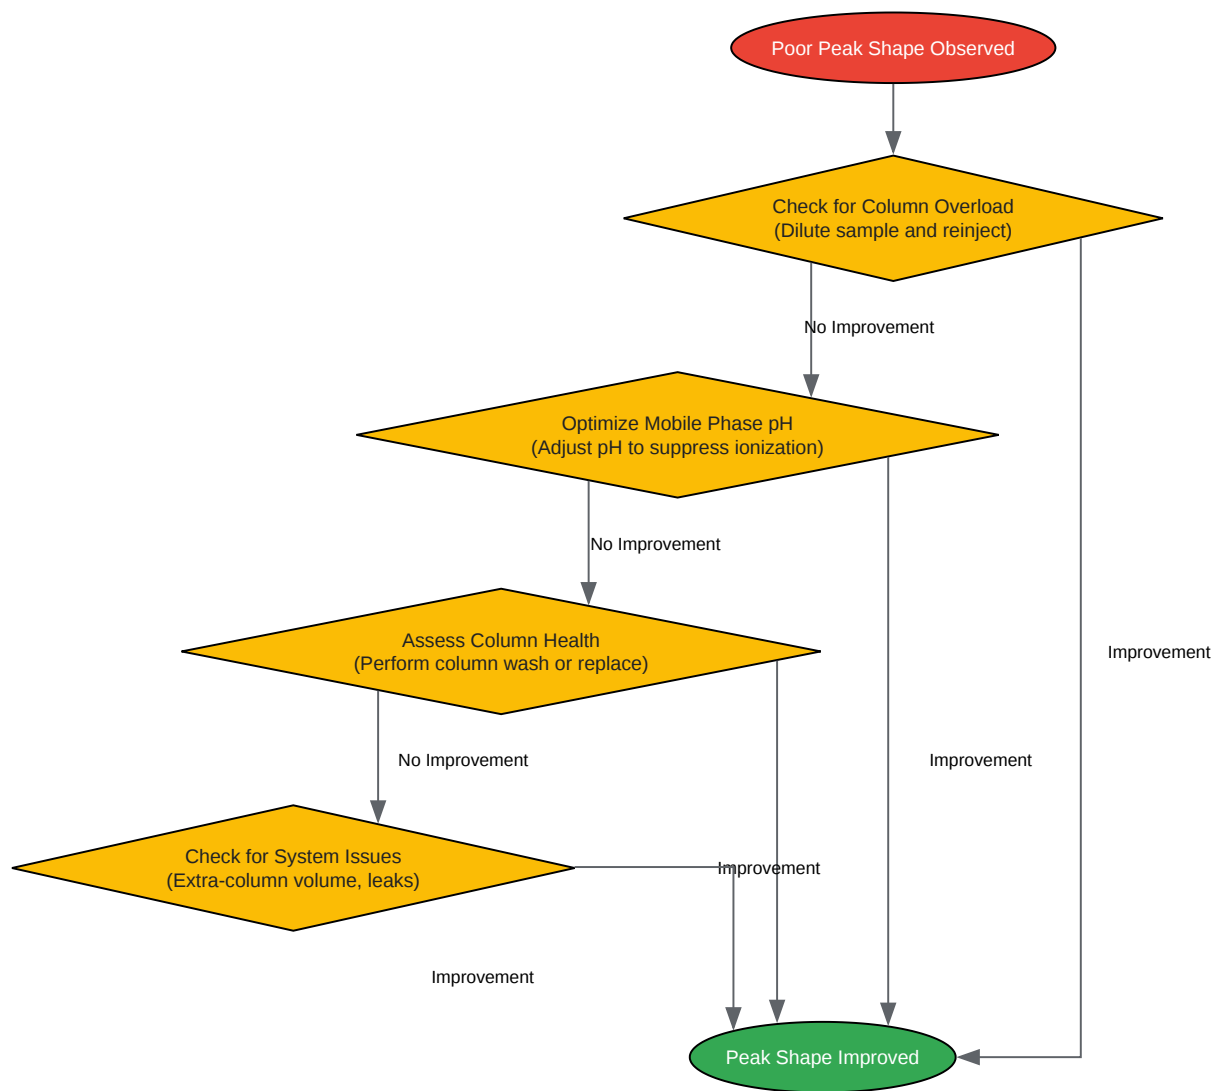 Poor Peak Shape Observed
Check for Column Overload
(Dilute sample and reinject)
No Improvement
Optimize Mobile Phase pH
(Adjust pH to suppress ionization)
No Improvement
Assess Column Health
(Perform column wash or replace)
Improvement
No Improvement
Improvement
Check for System Issues
(Extra-column volume, leaks)
Improvement
Improvement
Peak Shape Improved